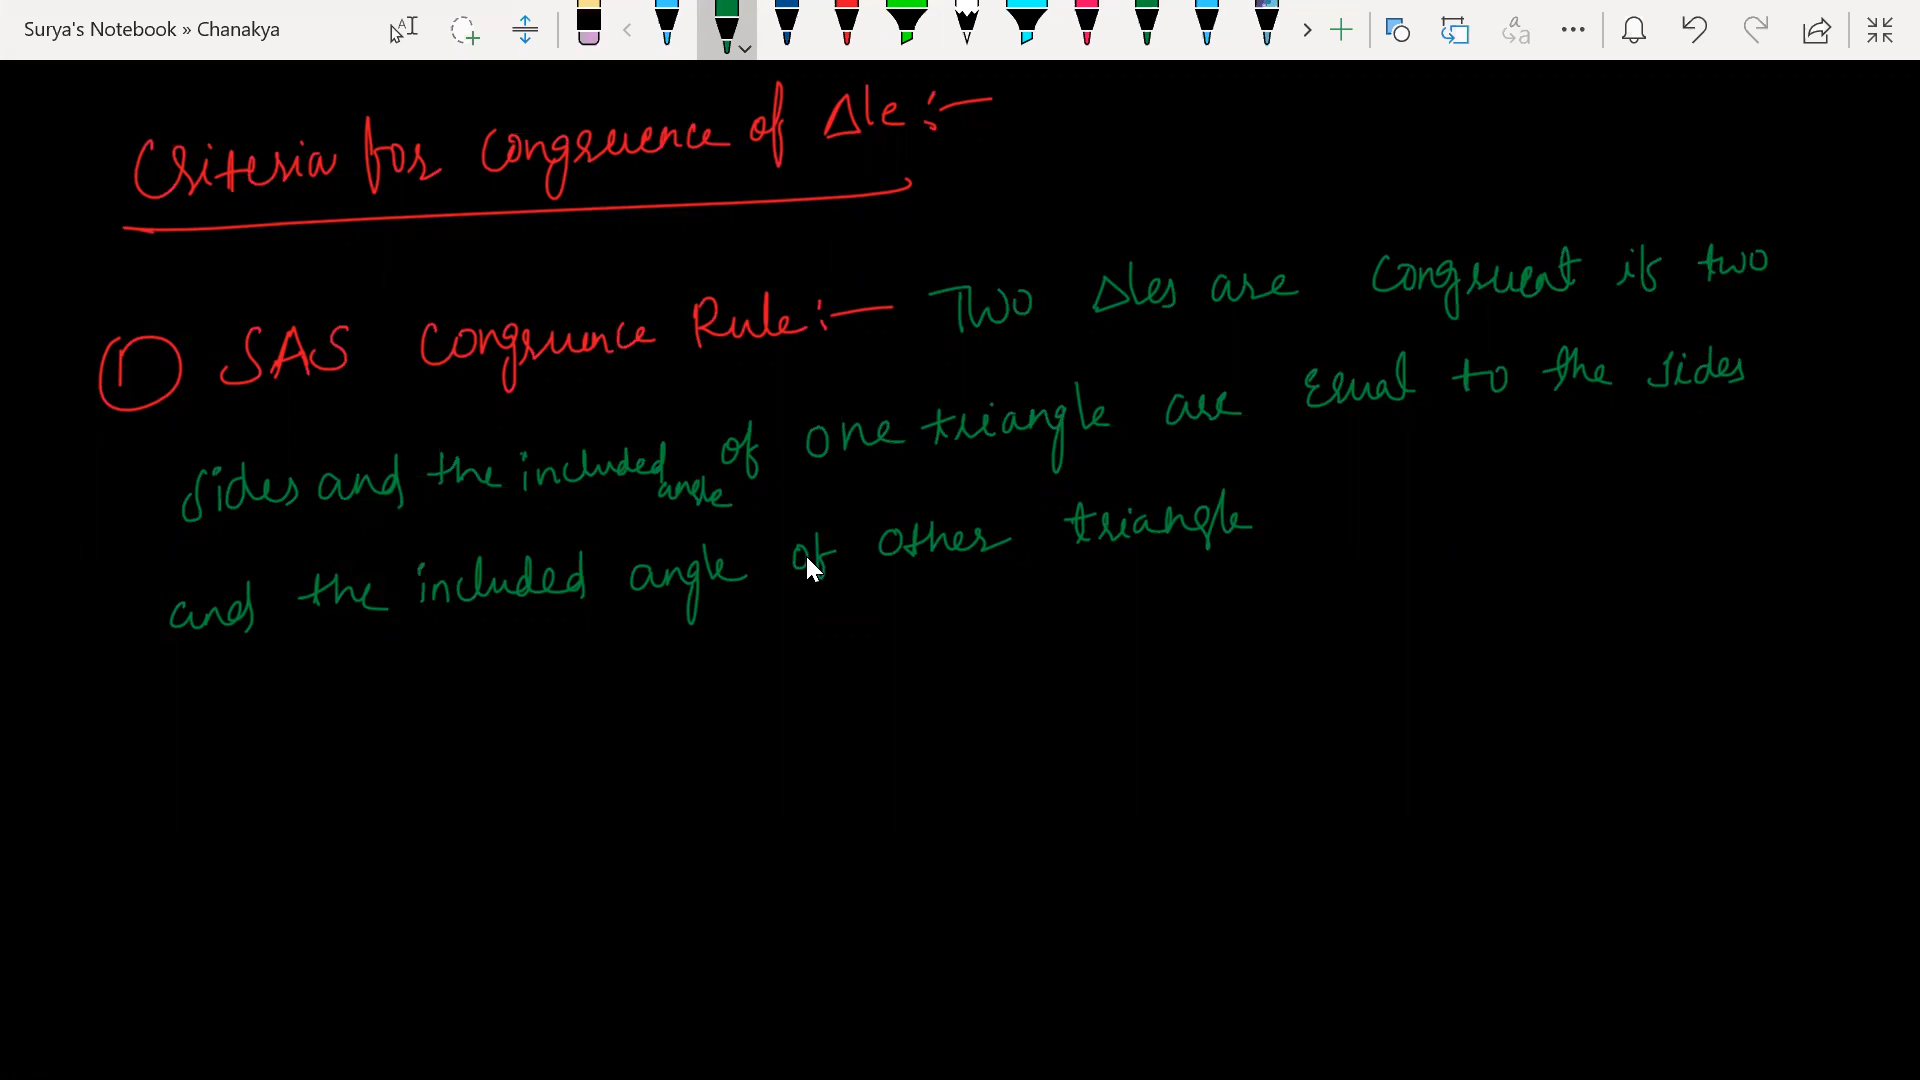 Surya's Notebook » Chanakya
Criteria for Congruence of Δle :-
① SAS Congruence Rule :- Two Δles are Congruent if two
sides and the included angle of one triangle are Equal to the sides
and the included angle of other triangle